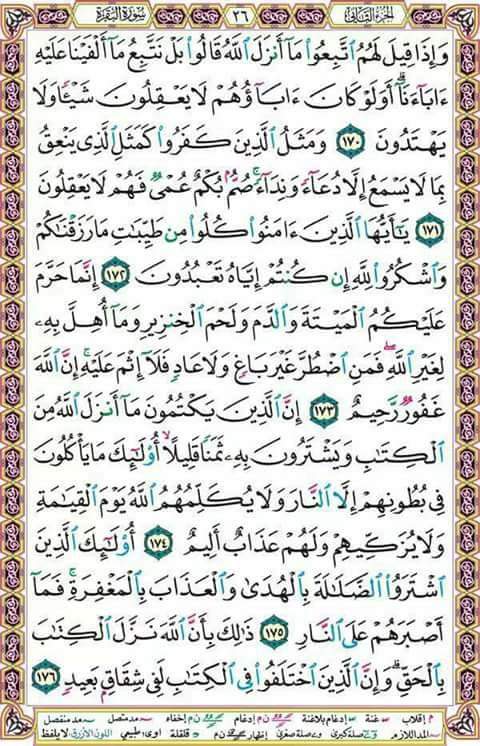 الجزء الثاني ٢٦ سورة البقرة
وَإِذَا قِيلَ لَهُمُ ٱتَّبِعُوا۟ مَآ أَنزَلَ ٱللَّهُ قَالُوا۟ بَلْ نَتَّبِعُ مَآ أَلْفَيْنَا عَلَيْهِ
ءَابَآءَنَآ ۗ أَوَلَوْ كَانَ ءَابَآؤُهُمْ لَا يَعْقِلُونَ شَيْـًٔا وَلَا
يَهْتَدُونَ ١٧٠ وَمَثَلُ ٱلَّذِينَ كَفَرُوا۟ كَمَثَلِ ٱلَّذِى يَنْعِقُ
بِمَا لَا يَسْمَعُ إِلَّا دُعَآءً وَنِدَآءً ۚ صُمٌّۢ بُكْمٌ عُمْىٌ فَهُمْ لَا يَعْقِلُونَ
١٧١ يَـٰٓأَيُّهَا ٱلَّذِينَ ءَامَنُوا۟ كُلُوا۟ مِن طَيِّبَـٰتِ مَا رَزَقْنَـٰكُمْ
وَٱشْكُرُوا۟ لِلَّهِ إِن كُنتُمْ إِيَّاهُ تَعْبُدُونَ ١٧٢ إِنَّمَا حَرَّمَ
عَلَيْكُمُ ٱلْمَيْتَةَ وَٱلدَّمَ وَلَحْمَ ٱلْخِنزِيرِ وَمَآ أُهِلَّ بِهِۦ
لِغَيْرِ ٱللَّهِ ۖ فَمَنِ ٱضْطُرَّ غَيْرَ بَاغٍ وَلَا عَادٍ فَلَآ إِثْمَ عَلَيْهِ ۚ إِنَّ ٱللَّهَ
غَفُورٌ رَّحِيمٌ ١٧٣ إِنَّ ٱلَّذِينَ يَكْتُمُونَ مَآ أَنزَلَ ٱللَّهُ مِنَ
ٱلْكِتَـٰبِ وَيَشْتَرُونَ بِهِۦ ثَمَنًا قَلِيلًا ۙ أُو۟لَـٰٓئِكَ مَا يَأْكُلُونَ
فِى بُطُونِهِمْ إِلَّا ٱلنَّارَ وَلَا يُكَلِّمُهُمُ ٱللَّهُ يَوْمَ ٱلْقِيَـٰمَةِ
وَلَا يُزَكِّيهِمْ وَلَهُمْ عَذَابٌ أَلِيمٌ ١٧٤ أُو۟لَـٰٓئِكَ ٱلَّذِينَ
ٱشْتَرَوُا۟ ٱلضَّلَـٰلَةَ بِٱلْهُدَىٰ وَٱلْعَذَابَ بِٱلْمَغْفِرَةِ ۚ فَمَآ
أَصْبَرَهُمْ عَلَى ٱلنَّارِ ١٧٥ ذَٰلِكَ بِأَنَّ ٱللَّهَ نَزَّلَ ٱلْكِتَـٰبَ
بِٱلْحَقِّ ۗ وَإِنَّ ٱلَّذِينَ ٱخْتَلَفُوا۟ فِى ٱلْكِتَـٰبِ لَفِى شِقَاقٍۭ بَعِيدٍ ١٧٦
م إقلاب غنة إدغام بلاغنة ن م إدغام ن م إخفاء مد متصل مد منفصل
المد اللازم صلة كبرى صلة صغرى إظهار ن م قلقلة اوى: طبيعي اللون الأزرق: لا يلفظ